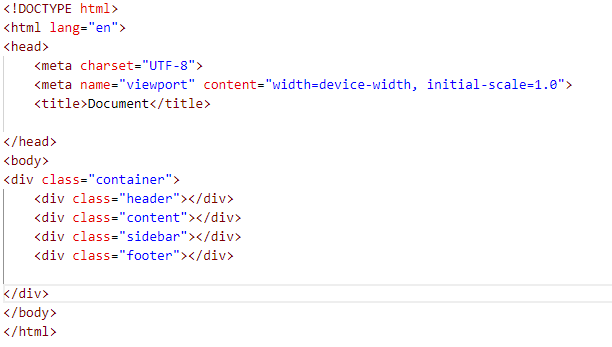 <!DOCTYPE html>
<html lang="en">
<head>
    <meta charset="UTF-8">
    <meta name="viewport" content="width=device-width, initial-scale=1.0">
    <title>Document</title>
</head>
<body>
<div class="container">
    <div class="header"></div>
    <div class="content"></div>
    <div class="sidebar"></div>
    <div class="footer"></div>
</div>
</body>
</html>